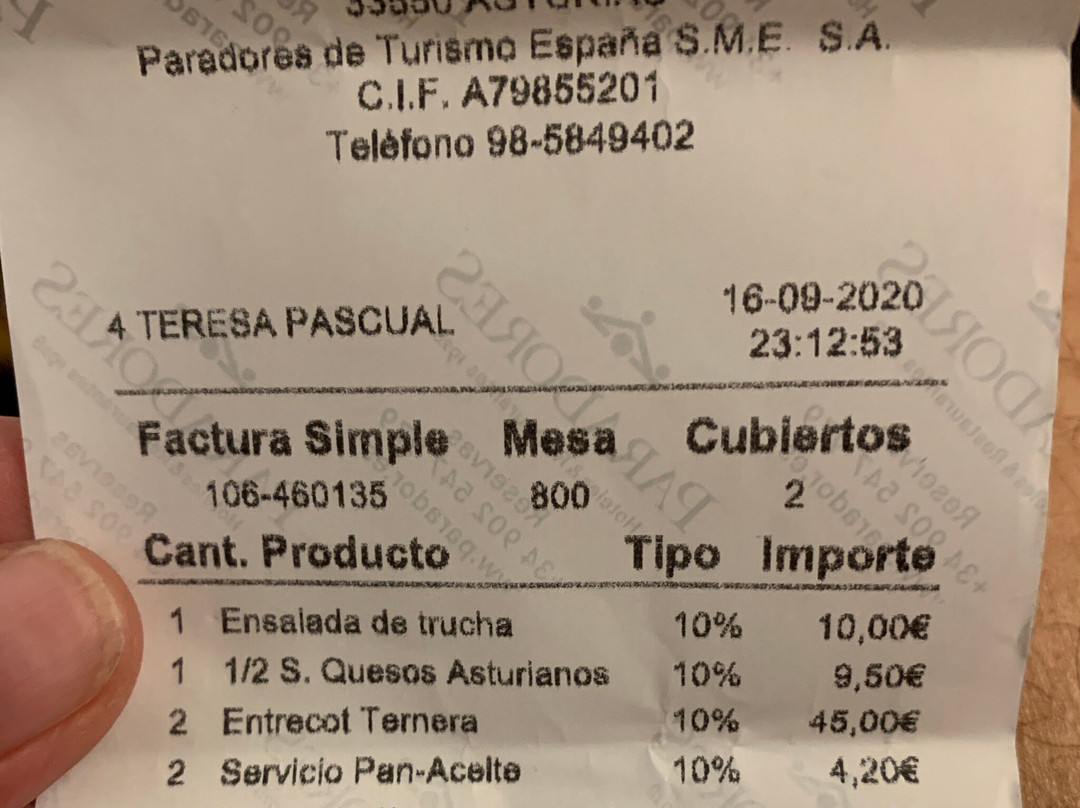 33550 ASTURIAS
Paradores de Turismo España S.M.E. S.A.
C.I.F. A79855201
Teléfono 98-5849402
4 TERESA PASCUAL
16-09-2020
23:12:53
Factura Simple Mesa Cubiertos
106-460135 800 2
Cant. Producto Tipo Importe
1 Ensalada de trucha 10% 10,00€
1 1/2 S. Quesos Asturianos 10% 9,50€
2 Entrecot Ternera 10% 45,00€
2 Servicio Pan-Aceite 10% 4,20€